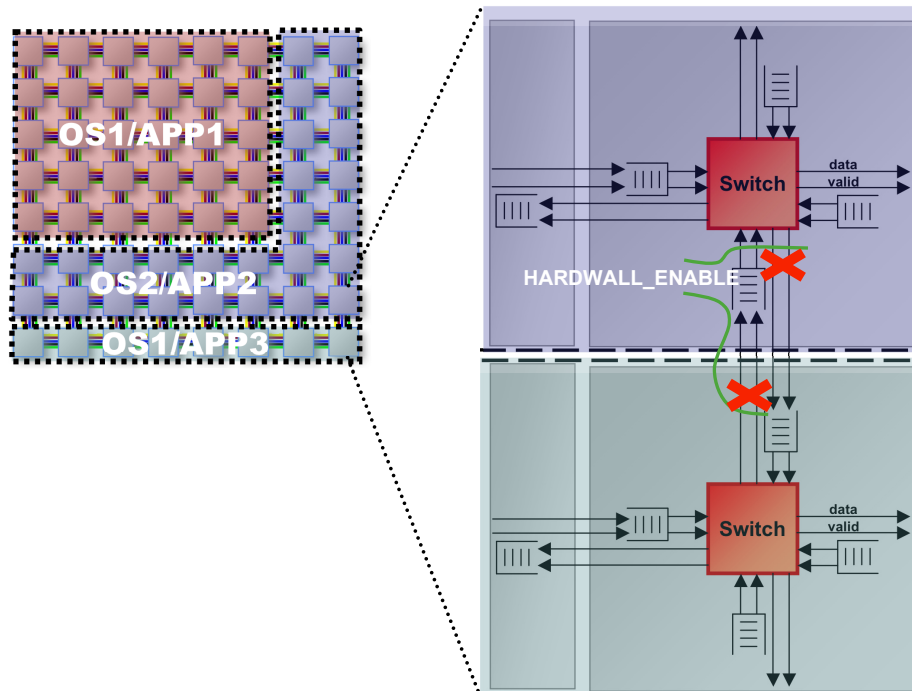 OS1/APP1
OS2/APP2
OS1/APP3
Switch
data
valid
HARDWALL_ENABLE
Switch
data
valid